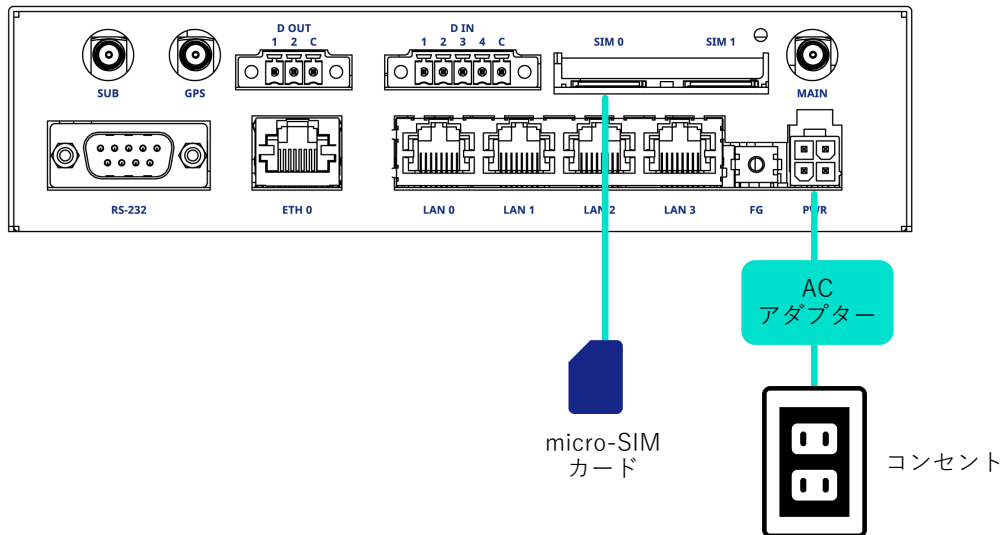 D OUT
1 2 C
D IN
1 2 3 4 C
SIM 0
SIM 1
SUB
GPS
MAIN
RS-232
ETH 0
LAN 0
LAN 1
LAN 2
LAN 3
FG
PWR
AC
アダプター
micro-SIM
カード
コンセント